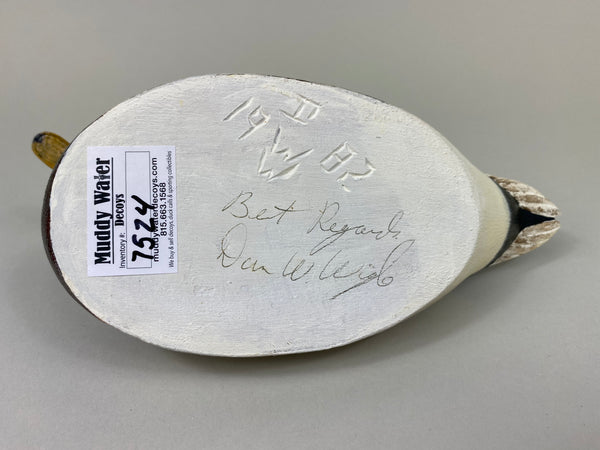 Muddy Water
Decoys
Inventory #: 7524
muddywaterdecoys.com
815.663.1568
We buy & sell decoys, duck calls & sporting collectibles
D
19 W 82
W
Best Regards
Dan W.